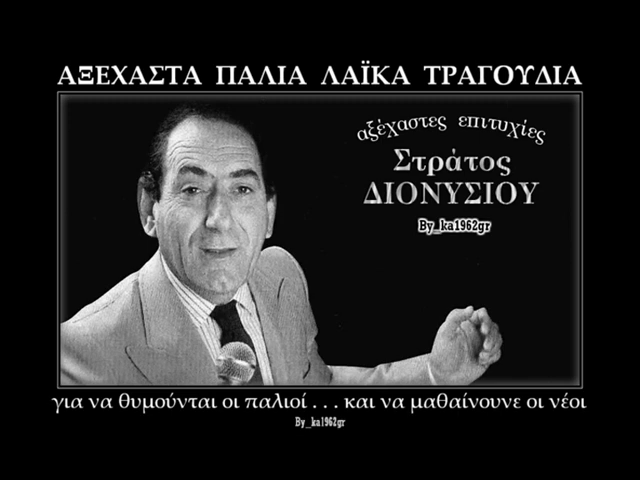 ΑΞΕΧΑΣΤΑ ΠΑΛΙΑ ΛΑΪΚΑ ΤΡΑΓΟΥΔΙΑ
αξέχαστες επιτυχίες
Στράτος
ΔΙΟΝΥΣΙΟΥ
By_ka1962gr
για να θυμούνται οι παλιοί . . . και να μαθαίνουνε οι νέοι
By_ka1962gr